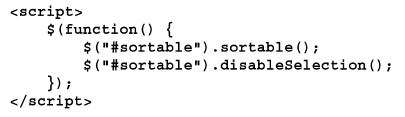 <script>
    $(function() {
        $("#sortable").sortable();
        $("#sortable").disableSelection();
    });
</script>